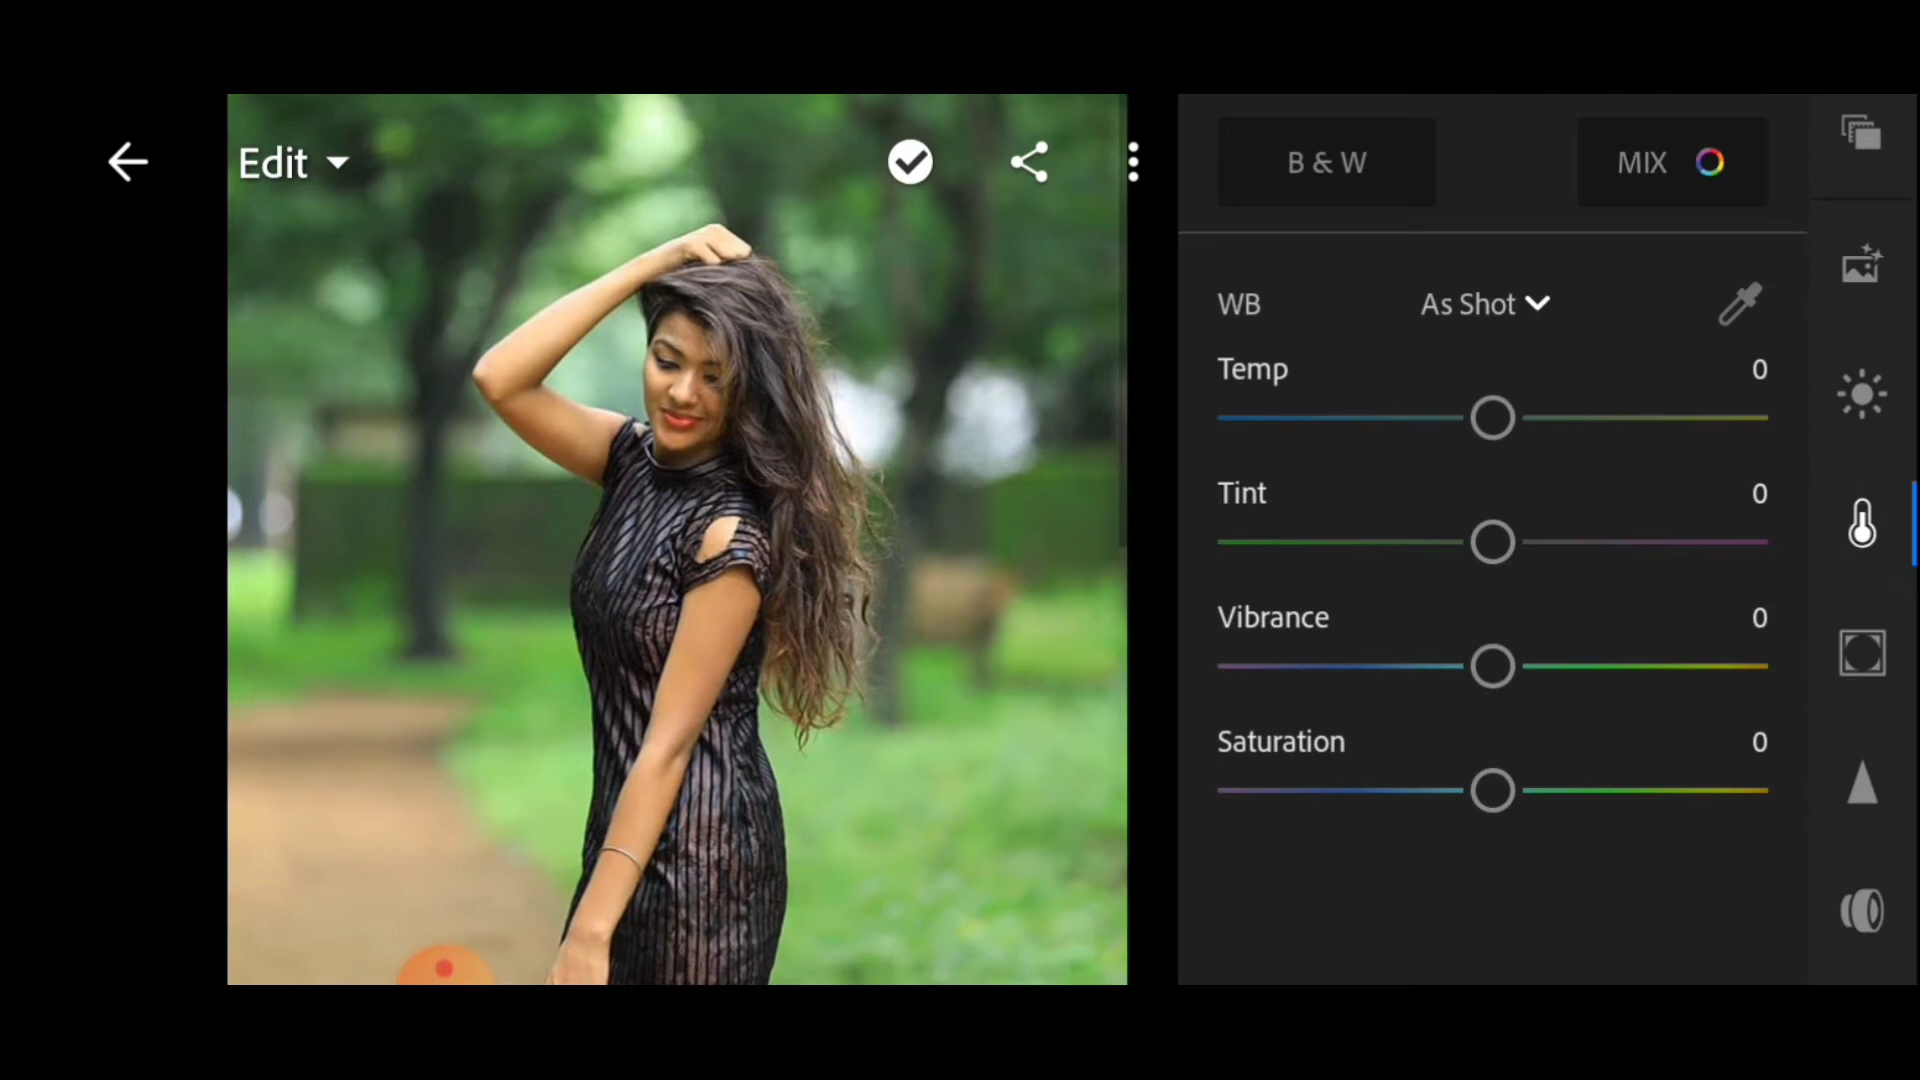 Edit
B & W
MIX
WB
As Shot
Temp
0
Tint
0
Vibrance
0
Saturation
0